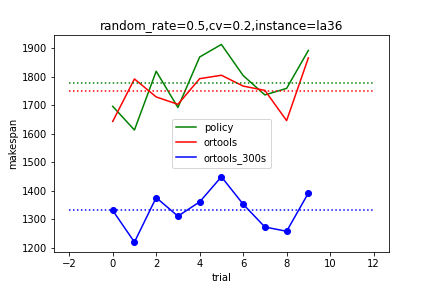 random_rate=0.5,cv=0.2,instance=la36
1900
1800
1700
1600
1500
1400
1300
1200
makespan
policy
ortools
ortools_300s
−2 0 2 4 6 8 10 12
trial